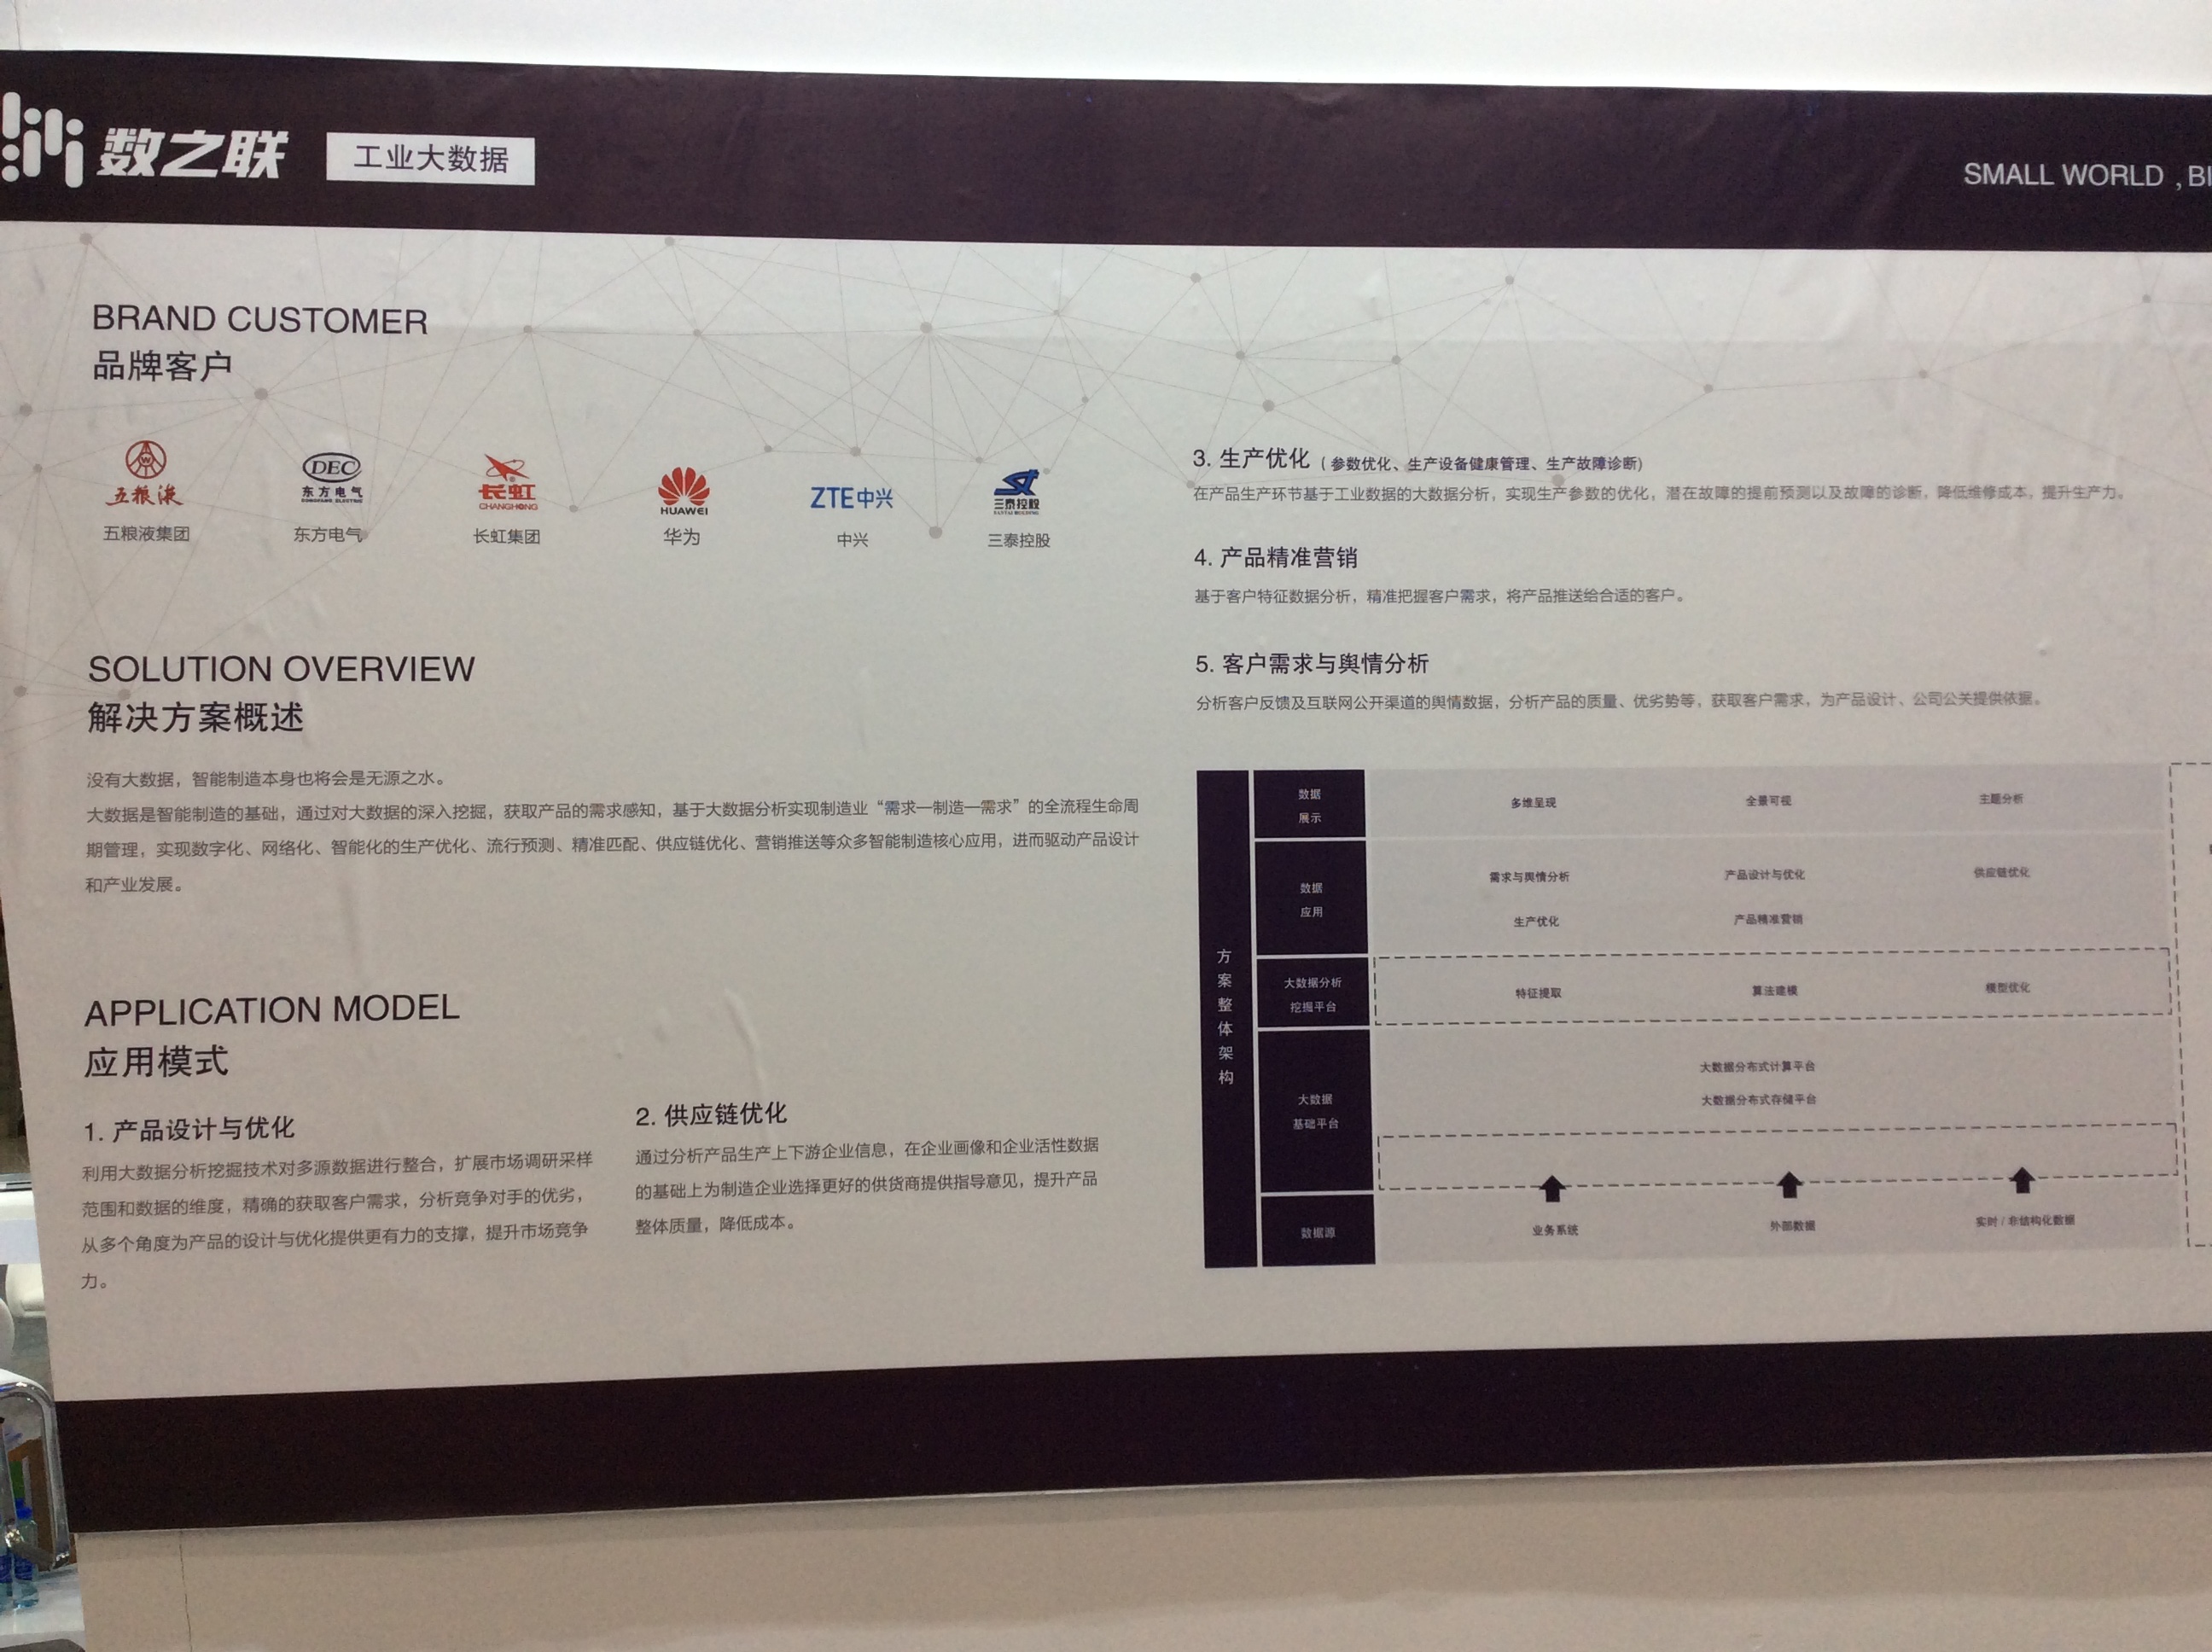 数之联
工业大数据
SMALL WORLD , BI
BRAND CUSTOMER
品牌客户
五粮液
五粮液集团
DEC
东方电气
DONGFANG ELECTRIC
东方电气
长虹
CHANGHONG
长虹集团
HUAWEI
华为
ZTE中兴
中兴
三泰控股
SANTAI HOLDING
三泰控股
SOLUTION OVERVIEW
解决方案概述
没有大数据，智能制造本身也将会是无源之水。
大数据是智能制造的基础，通过对大数据的深入挖掘，获取产品的需求感知，基于大数据分析实现制造业“需求—制造—需求”的全流程生命周
期管理，实现数字化、网络化、智能化的生产优化、流行预测、精准匹配、供应链优化、营销推送等众多智能制造核心应用，进而驱动产品设计
和产业发展。
APPLICATION MODEL
应用模式
1. 产品设计与优化
利用大数据分析挖掘技术对多源数据进行整合，扩展市场调研采样
范围和数据的维度，精确的获取客户需求，分析竞争对手的优劣，
从多个角度为产品的设计与优化提供更有力的支撑，提升市场竞争
力。
2. 供应链优化
通过分析产品生产上下游企业信息，在企业画像和企业活性数据
的基础上为制造企业选择更好的供货商提供指导意见，提升产品
整体质量，降低成本。
3. 生产优化（参数优化、生产设备健康管理、生产故障诊断)
在产品生产环节基于工业数据的大数据分析，实现生产参数的优化，潜在故障的提前预测以及故障的诊断，降低维修成本，提升生产力。
4. 产品精准营销
基于客户特征数据分析，精准把握客户需求，将产品推送给合适的客户。
5. 客户需求与舆情分析
分析客户反馈及互联网公开渠道的舆情数据，分析产品的质量、优劣势等，获取客户需求，为产品设计、公司公关提供依据。
方案整体架构
数据
展示
多维呈现
全景可视
主题分析
数据
应用
需求与舆情分析
产品设计与优化
供应链优化
生产优化
产品精准营销
大数据分析
挖掘平台
特征提取
算法建模
模型优化
大数据
基础平台
大数据分布式计算平台
大数据分布式存储平台
数据源
业务系统
外部数据
实时 / 非结构化数据